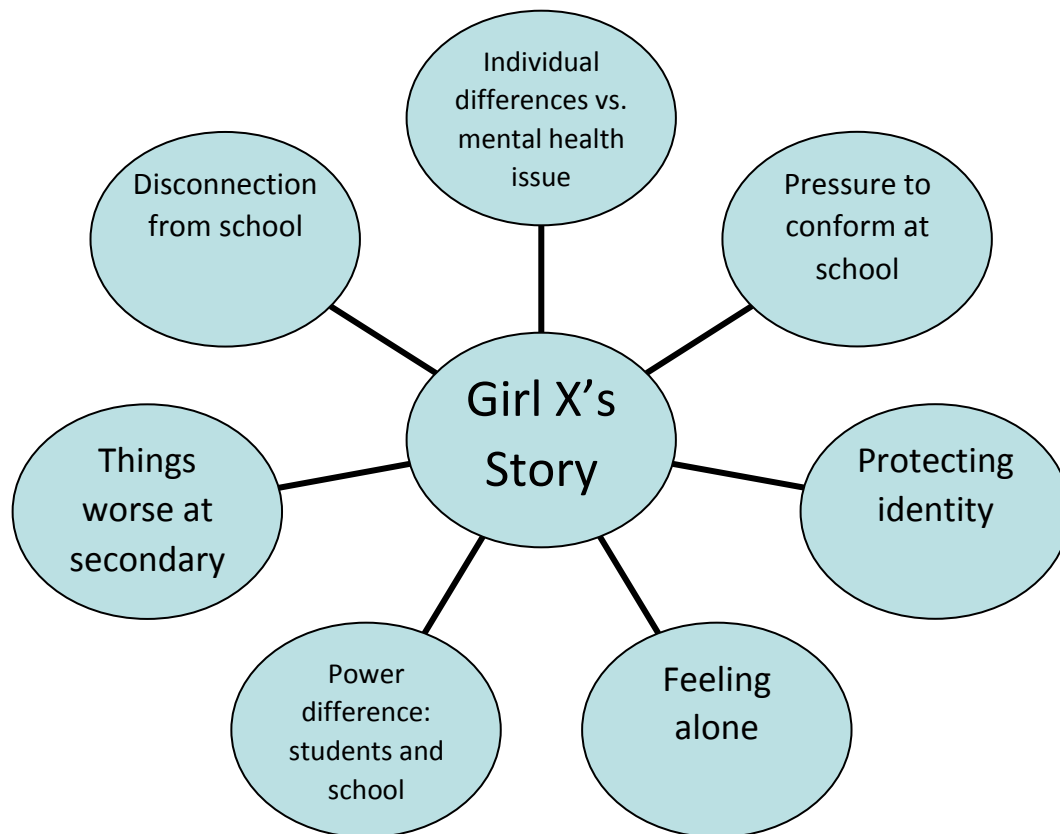 Individual
differences vs.
mental health
issue
Disconnection
from school
Pressure to
conform at
school
Girl X’s
Story
Things
worse at
secondary
Protecting
identity
Power
difference:
students and
school
Feeling
alone